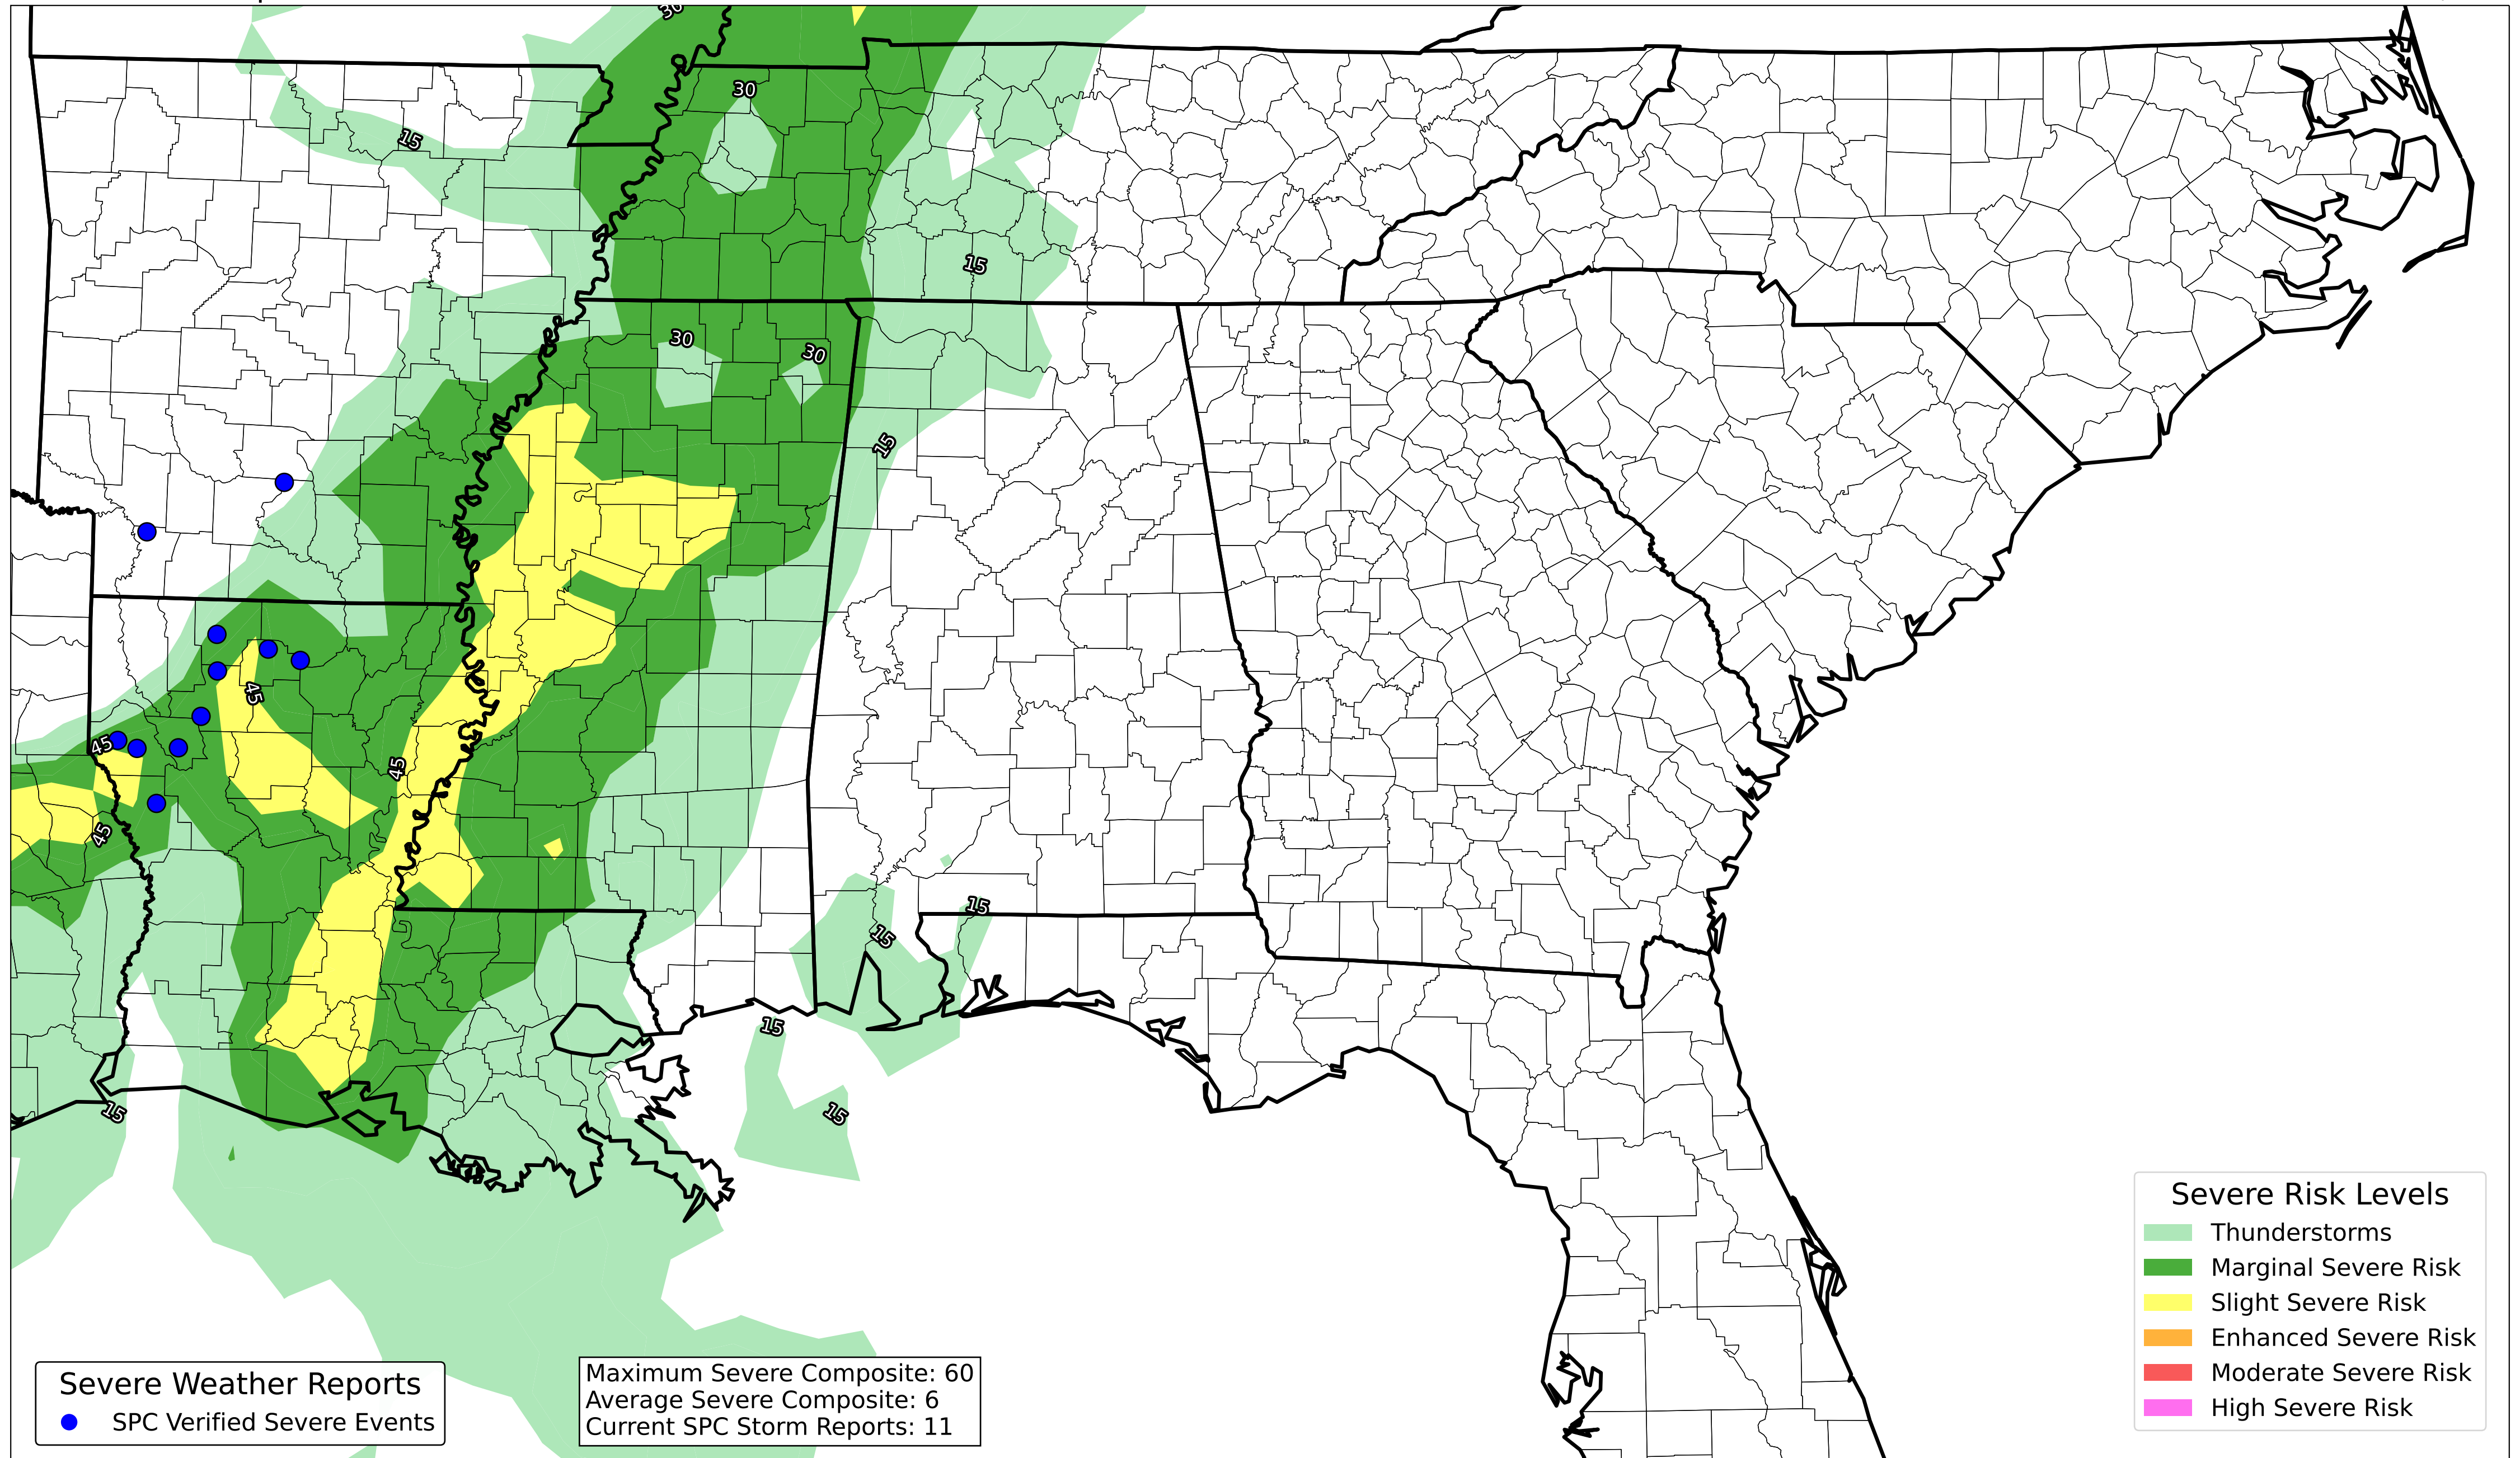 30
30
15
15
30
30
15
45
45
45
45
15
15
15
15
15
Severe Risk Levels
Thunderstorms
Marginal Severe Risk
Slight Severe Risk
Enhanced Severe Risk
Moderate Severe Risk
High Severe Risk
Severe Weather Reports
SPC Verified Severe Events
Maximum Severe Composite: 60
Average Severe Composite: 6
Current SPC Storm Reports: 11